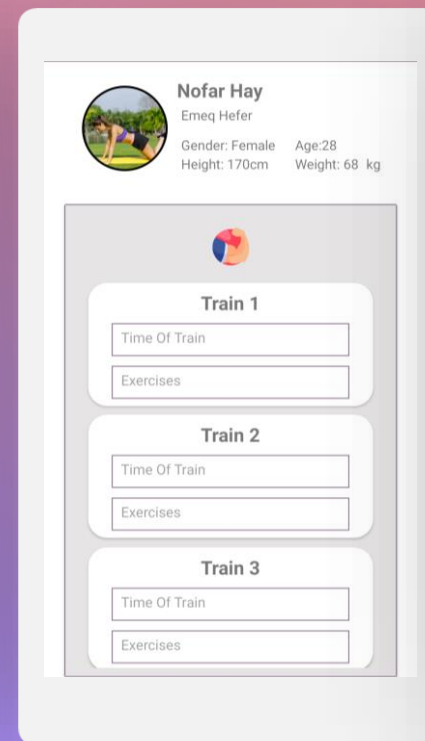 Nofar Hay
Emeq Hefer
Gender: Female Age:28
Height: 170cm Weight: 68 kg
Train 1
Time Of Train
Exercises
Train 2
Time Of Train
Exercises
Train 3
Time Of Train
Exercises